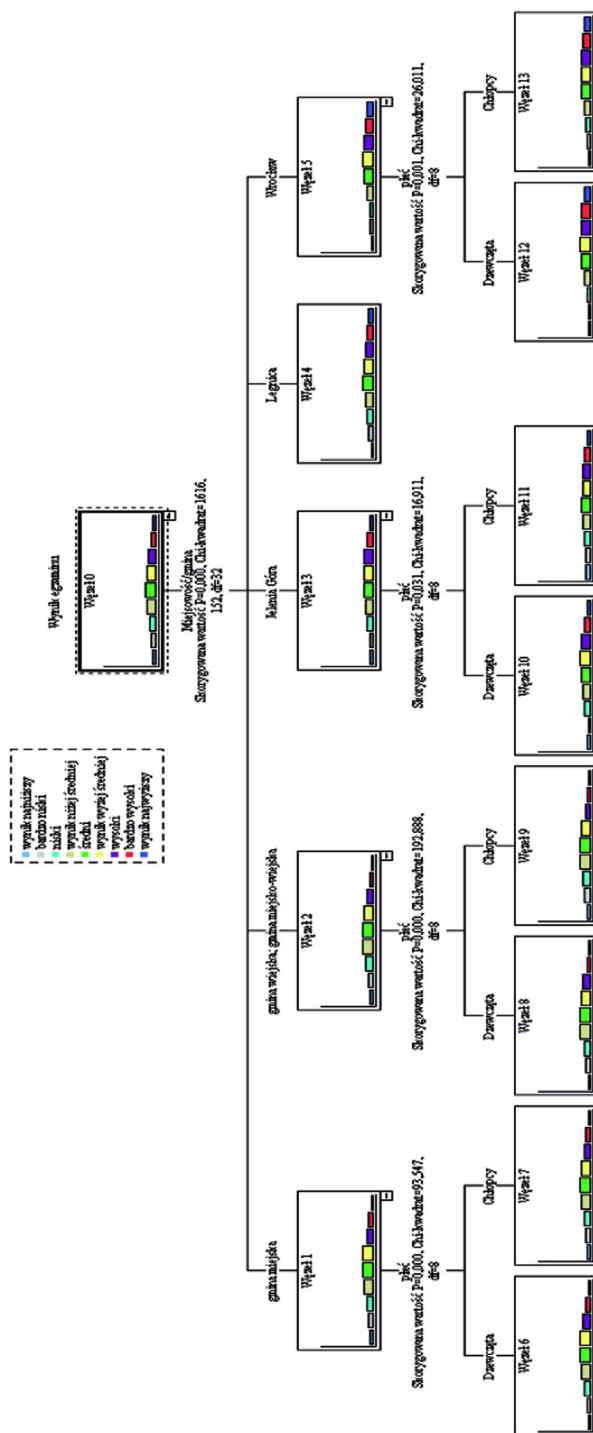 Wynik egzaminu
wynik najniższy
bardzo niski
niski
wynik niżej średniej
średni
wynik wyżej średniej
wysoki
bardzo wysoki
wynik najwyższy
Węzeł 0
Miejsowość/gmina
Skorygowana wartość P=0,000, Chi-kwadrat=1616,
152, df=32
gmina miejska
Węzeł 1
płeć
Skorygowana wartość P=0,000, Chi-kwadrat=93,547,
df=8
gmina wiejska; gmina miejsko-wiejska
Węzeł 2
płeć
Skorygowana wartość P=0,000, Chi-kwadrat=192,888,
df=8
Jelenia Góra
Węzeł 3
płeć
Skorygowana wartość P=0,031, Chi-kwadrat=16,911,
df=8
Legnica
Węzeł 4
Wrocław
Węzeł 5
płeć
Skorygowana wartość P=0,001, Chi-kwadrat=26,011,
df=8
Dziewczęta
Węzeł 6
Chłopcy
Węzeł 7
Dziewczęta
Węzeł 8
Chłopcy
Węzeł 9
Dziewczęta
Węzeł 10
Chłopcy
Węzeł 11
Dziewczęta
Węzeł 12
Chłopcy
Węzeł 13